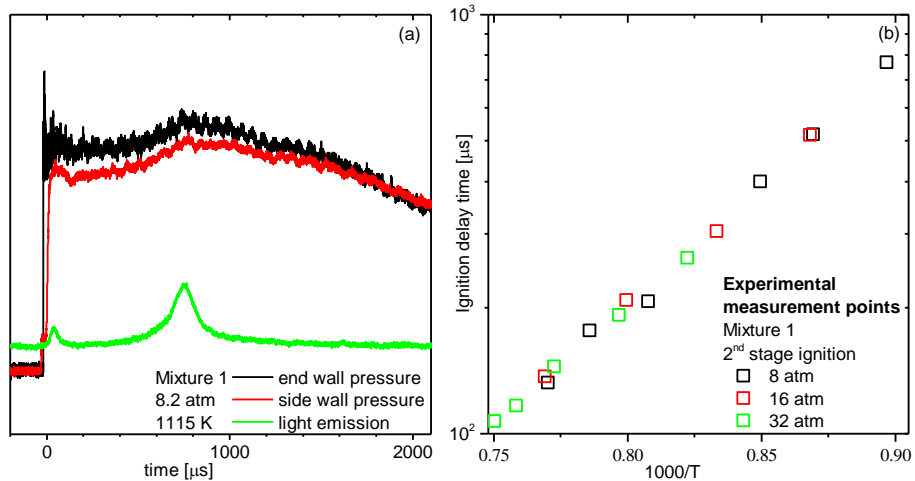 (a)
Mixture 1 end wall pressure
8.2 atm side wall pressure
1115 K light emission
0 1000 2000
time [μs]
(b)
10³
Ignition delay time [μs]
10²
Experimental
measurement points
Mixture 1
2ⁿᵈ stage ignition
8 atm
16 atm
32 atm
0.75 0.80 0.85 0.90
1000/T